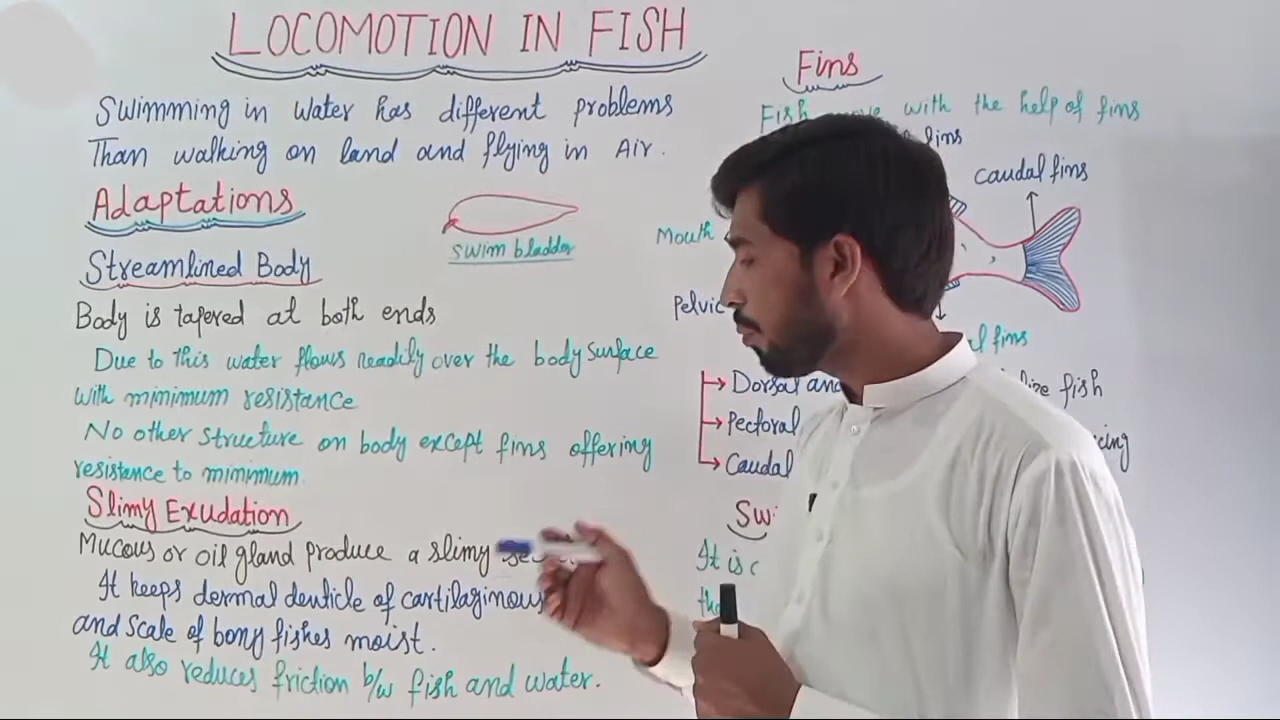 LOCOMOTION IN FISH
Swimming in water has different problems
Than walking on land and flying in Air.
Adaptations
swim bladder
Streamlined Body
Body is tapered at both ends
Due to this water flows readily over the body surface
with minimum resistance
No other structure on body except fins offering
resistance to minimum
Slimy Exudation
Mucous or oil gland produce a slimy
It keeps dermal denticle of cartilaginous
and scale of bony fishes moist.
It also reduces friction b/w fish and water.
Fins
Fish with the help of fins
fins
Caudal fins
Mouth
Pelvic
fins
Dorsal and fish
Pectoral
Caudal
It is